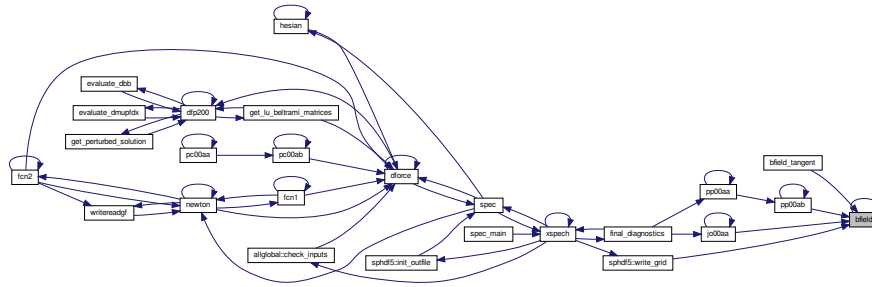 hesian
evaluate_dbb
evaluate_dmupfdx
dfp200
get_lu_beltrami_matrices
get_perturbed_solution
pc00aa
pc00ab
bfield_tangent
fcn2
dforce
pp00aa
fcn1
writereadgf
newton
spec
pp00ab
bfield
spec_main
xspech
final_diagnostics
jo00aa
allglobal::check_inputs
sphdf5::init_outfile
sphdf5::write_grid